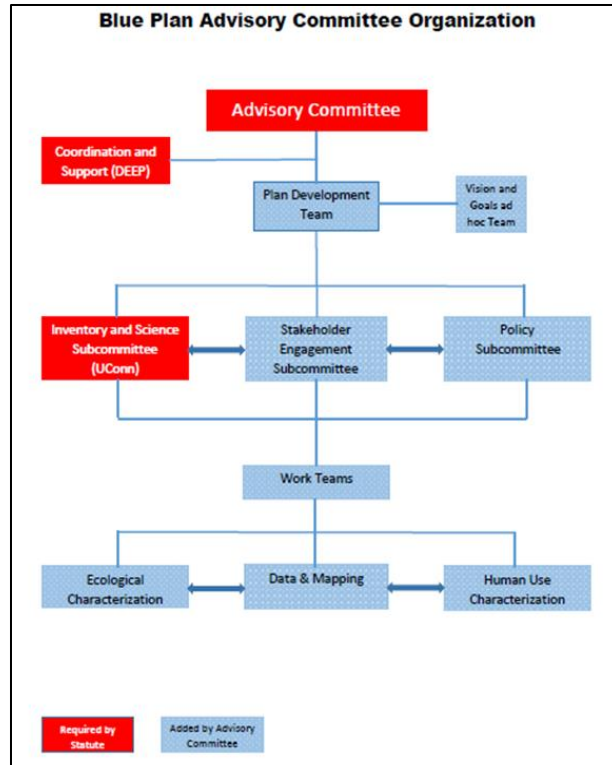 Blue Plan Advisory Committee Organization
Advisory Committee
Coordination and
Support (DEEP)
Plan Development
Team
Vision and
Goals ad
hoc Team
Inventory and Science
Subcommittee
(UConn)
Stakeholder
Engagement
Subcommittee
Policy
Subcommittee
Work Teams
Ecological
Characterization
Data & Mapping
Human Use
Characterization
Required by
Statute
Added by Advisory
Committee